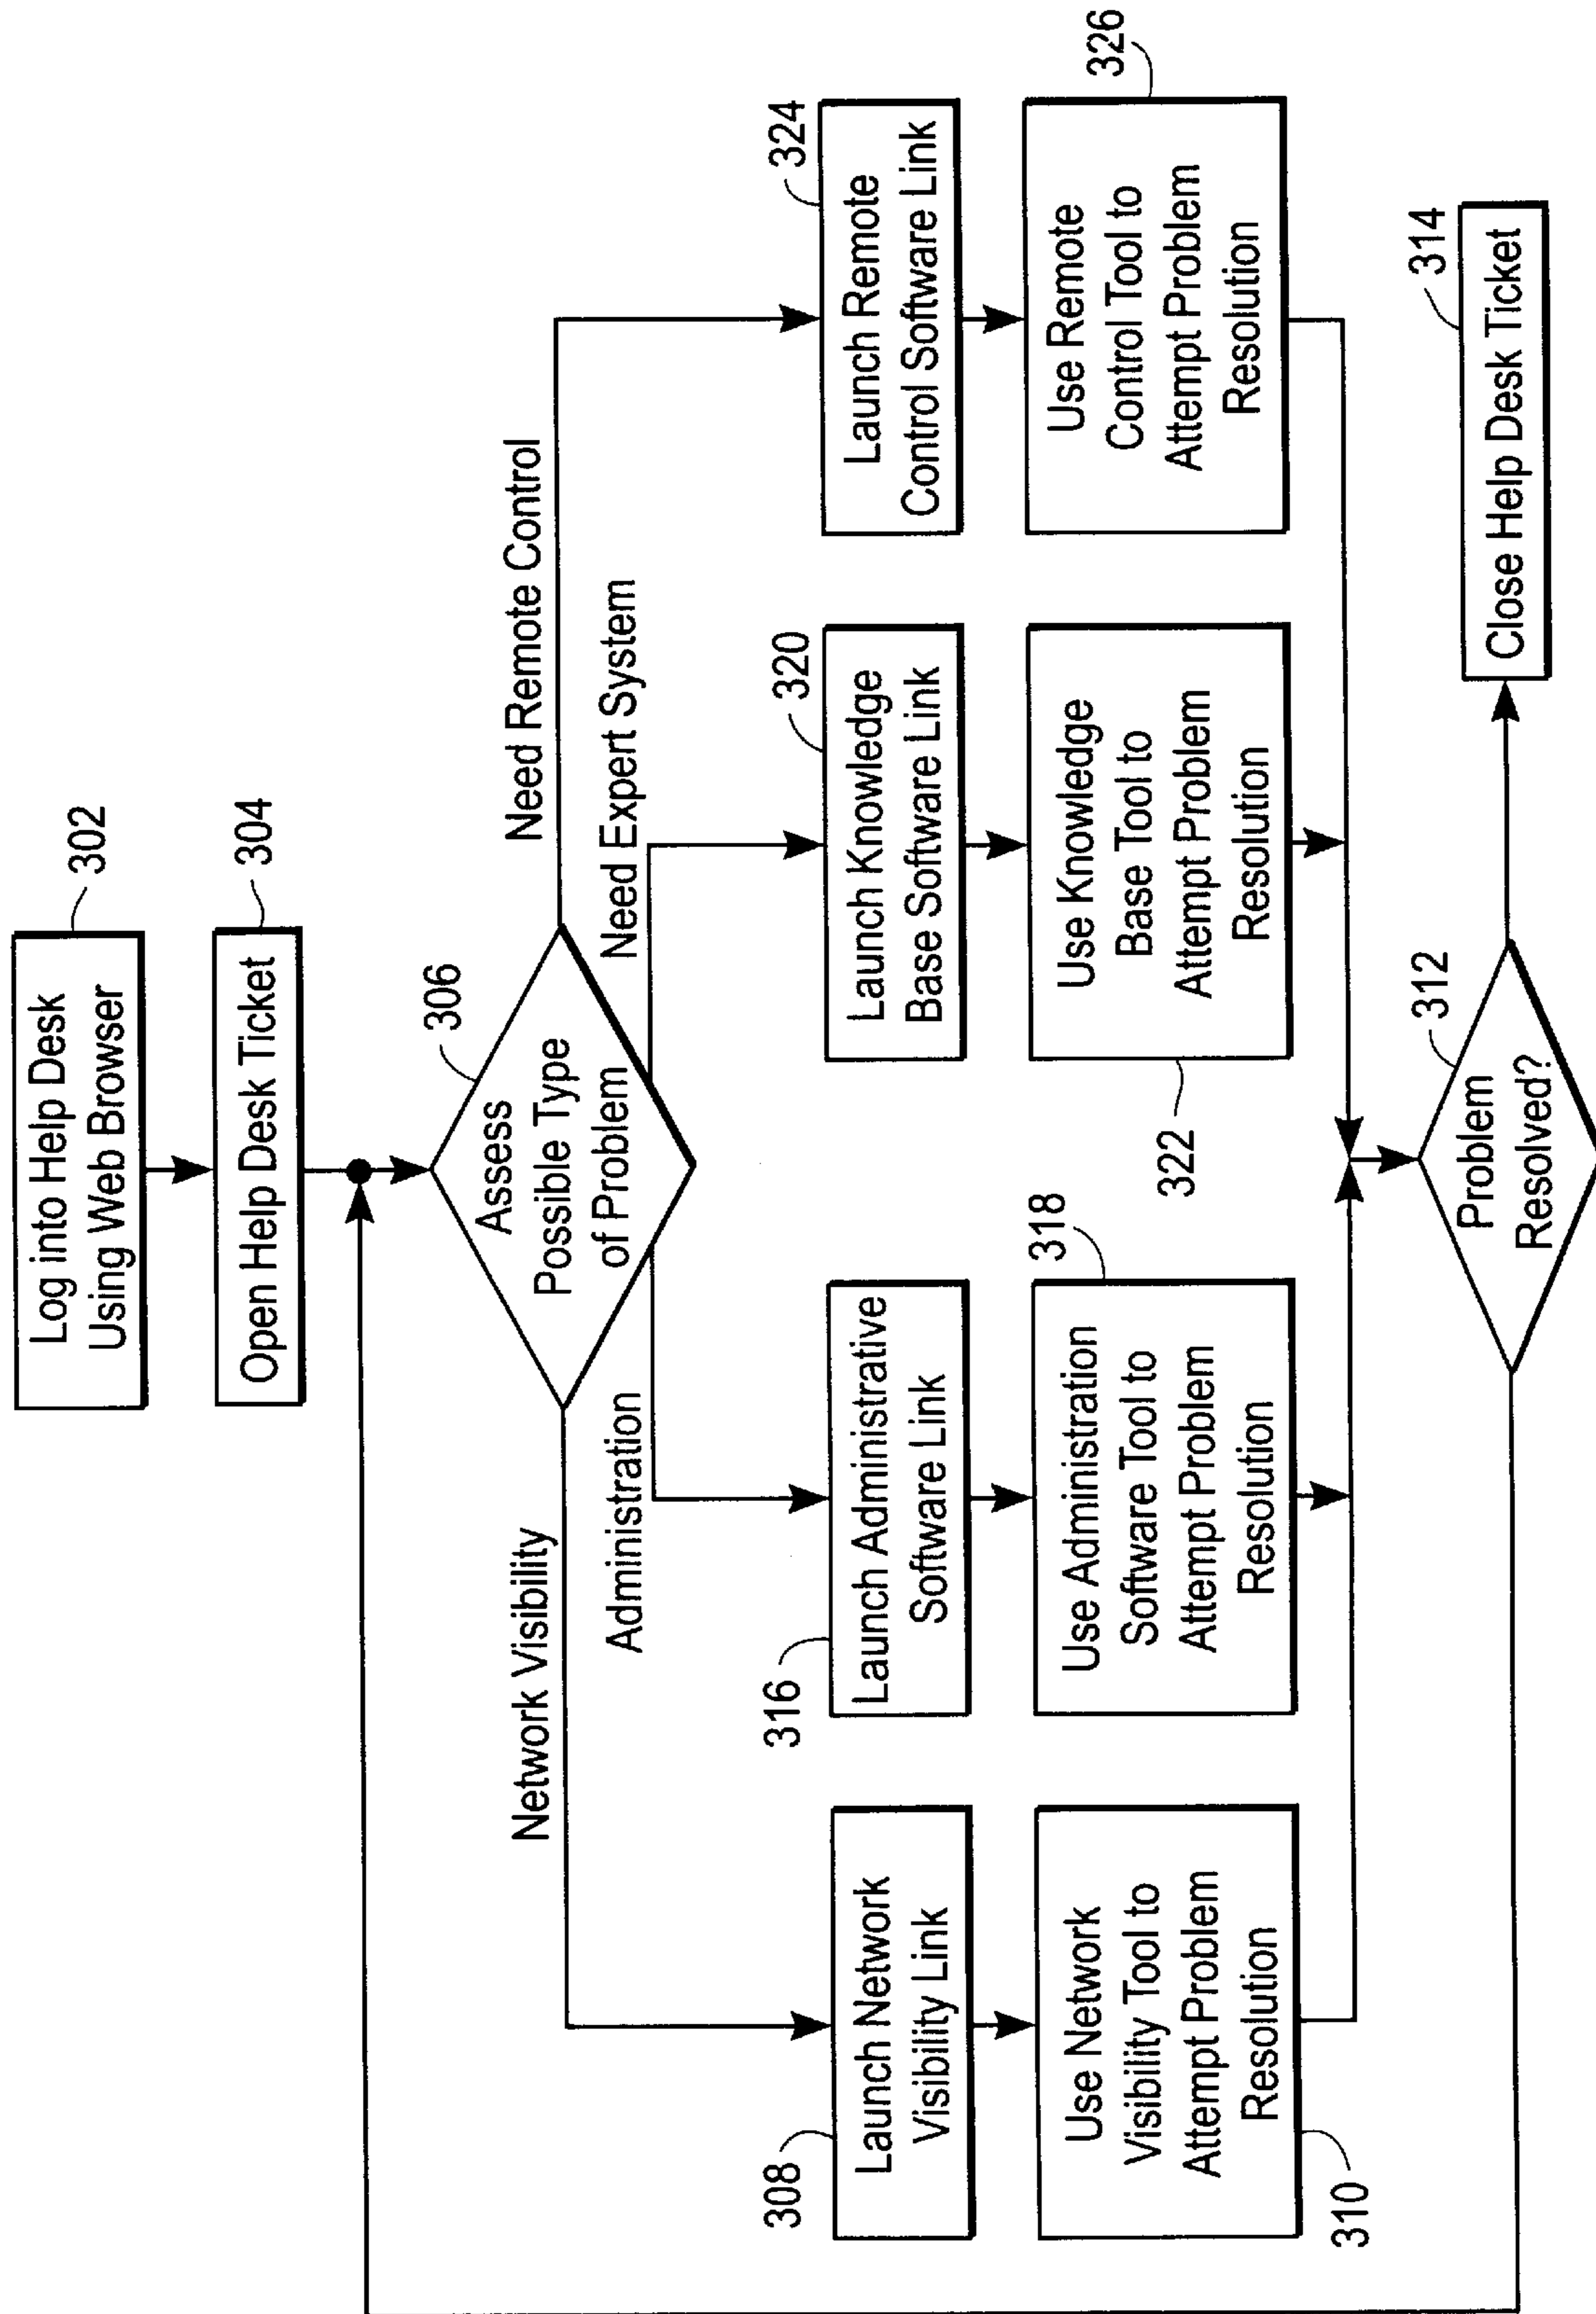 Log into Help Desk
Using Web Browser
302
Open Help Desk Ticket
304
Assess
Possible Type
of Problem
306
Network Visibility
Administration
Need Expert System
Need Remote Control
308
Launch Network
Visibility Link
316
Launch Administrative
Software Link
320
Launch Knowledge
Base Software Link
324
Launch Remote
Control Software Link
Use Network
Visibility Tool to
Attempt Problem
Resolution
310
318
Use Administration
Software Tool to
Attempt Problem
Resolution
Use Knowledge
Base Tool to
Attempt Problem
Resolution
322
326
Use Remote
Control Tool to
Attempt Problem
Resolution
312
Problem
Resolved?
314
Close Help Desk Ticket